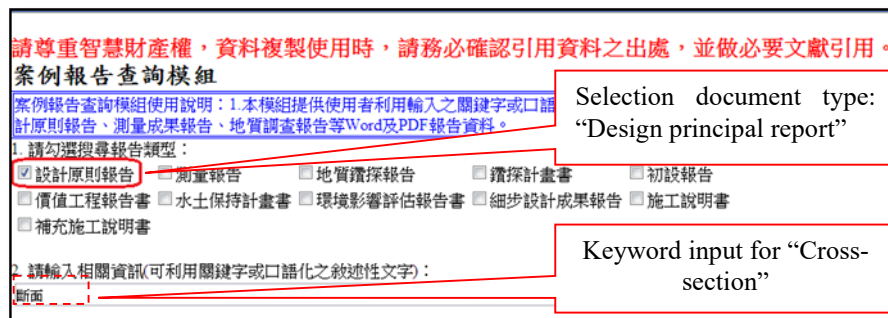 請尊重智慧財產權，資料複製使用時，請務必確認引用資料之出處，並做必要文獻引用。
案例報告查詢模組
案例報告查詢模組使用說明：1.本模組提供使用者利用輸入之關鍵字或口語
計原則報告、測量成果報告、地質調查報告等Word及PDF報告資料。
Selection document type:
“Design principal report”
1. 請勾選搜尋報告類型：
設計原則報告 測量報告 地質鑽探報告 鑽探計畫書 初設報告
價值工程報告書 水土保持計畫書 環境影響評估報告書 細步設計成果報告 施工說明書
補充施工說明書
Keyword input for “Cross-
section”
2. 請輸入相關資訊(可利用關鍵字或口語化之敘述性文字)：
斷面